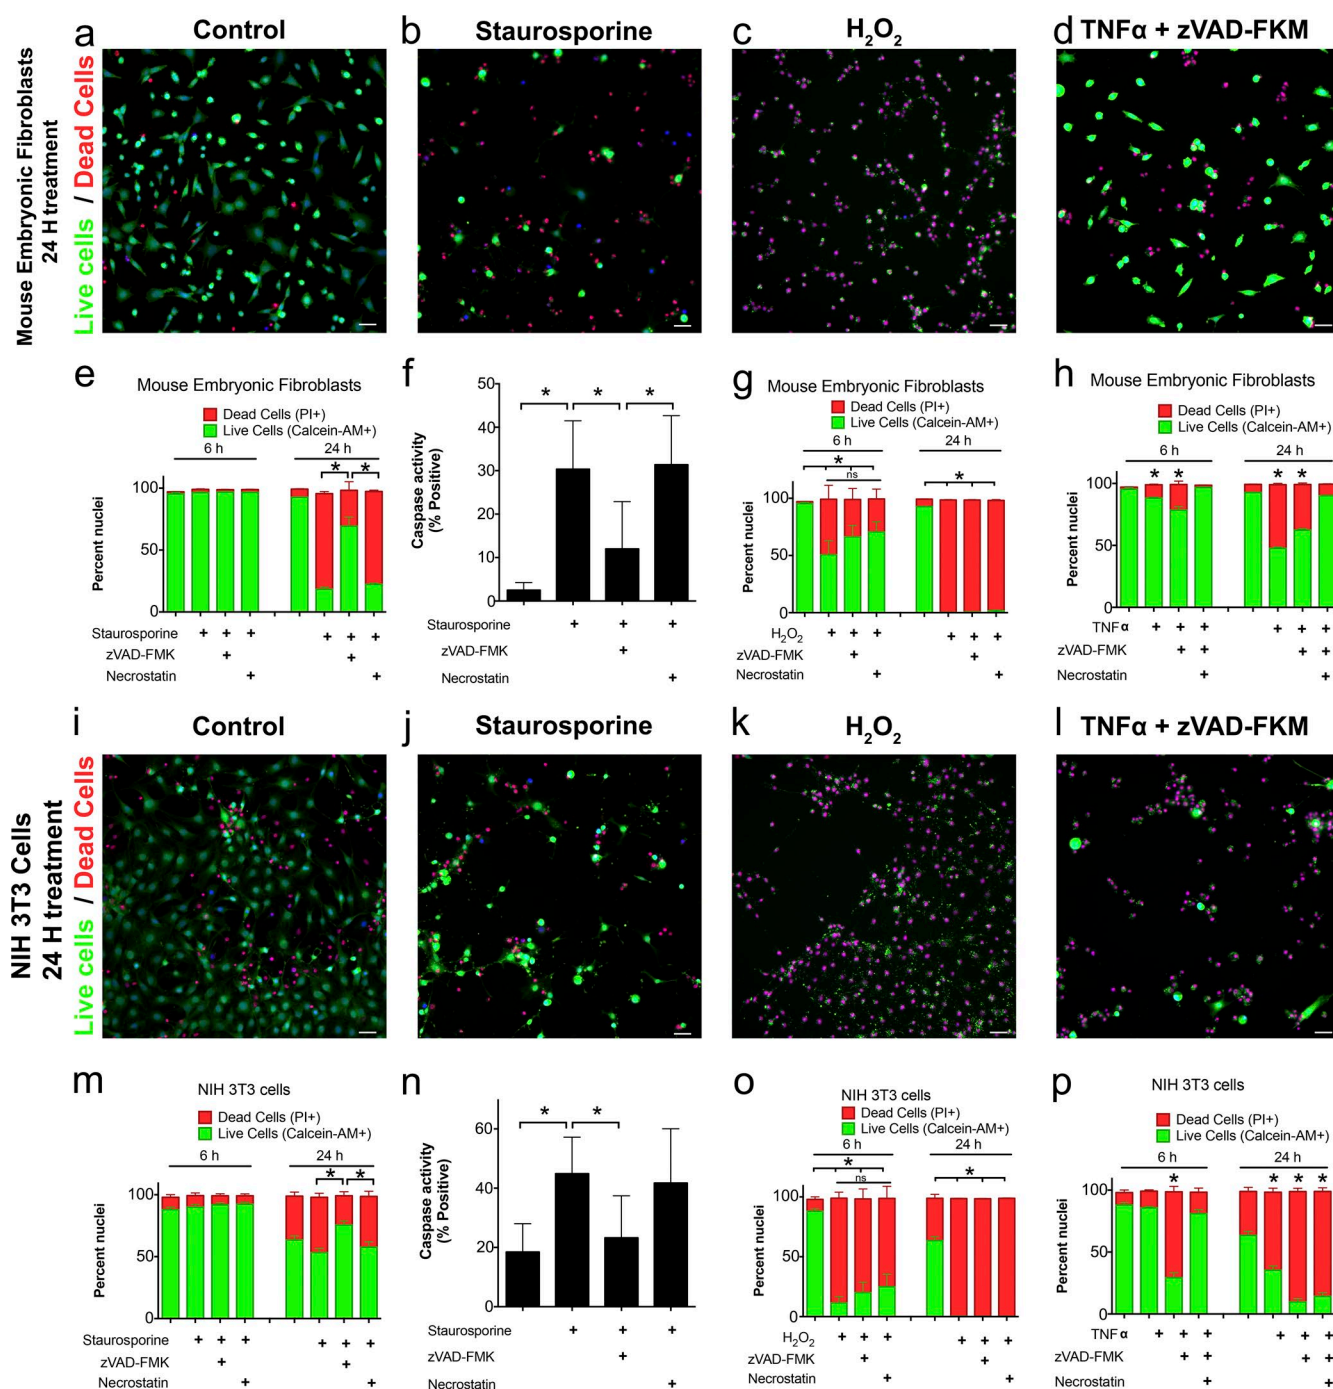 a Control
b Staurosporine
c H₂O₂
d TNFα + zVAD-FKM
Mouse Embryonic Fibroblasts
24 H treatment
Live cells / Dead Cells
e Mouse Embryonic Fibroblasts
Dead Cells (PI+)
Live Cells (Calcein-AM+)
6 h 24 h
* *
Percent nuclei
100
50
0
Staurosporine + + + + + +
zVAD-FMK + +
Necrostatin + +
f
Caspase activity
(% Positive)
50
40
30
20
10
0
* * *
Staurosporine + + +
zVAD-FMK +
Necrostatin +
g Mouse Embryonic Fibroblasts
Dead Cells (PI+)
Live Cells (Calcein-AM+)
6 h 24 h
* *
ns
Percent nuclei
100
50
0
H₂O₂ + + + + + +
zVAD-FMK + +
Necrostatin + +
h Mouse Embryonic Fibroblasts
Dead Cells (PI+)
Live Cells (Calcein-AM+)
6 h 24 h
* * * *
Percent nuclei
100
50
0
TNFα + + + + + +
zVAD-FMK + + + +
Necrostatin + +
i Control
j Staurosporine
k H₂O₂
l TNFα + zVAD-FKM
NIH 3T3 Cells
24 H treatment
Live cells / Dead Cells
m NIH 3T3 cells
Dead Cells (PI+)
Live Cells (Calcein-AM+)
6 h 24 h
* *
Percent nuclei
100
50
0
Staurosporine + + + + + +
zVAD-FMK + +
Necrostatin + +
n
Caspase activity
(% Positive)
60
40
20
0
* *
Staurosporine + + +
zVAD-FMK +
Necrostatin +
o NIH 3T3 cells
Dead Cells (PI+)
Live Cells (Calcein-AM+)
6 h 24 h
* *
ns
Percent nuclei
100
50
0
H₂O₂ + + + + + +
zVAD-FMK + +
Necrostatin + +
p NIH 3T3 cells
Dead Cells (PI+)
Live Cells (Calcein-AM+)
6 h 24 h
* * * *
Percent nuclei
100
50
0
TNFα + + + + + +
zVAD-FMK + + + +
Necrostatin + +